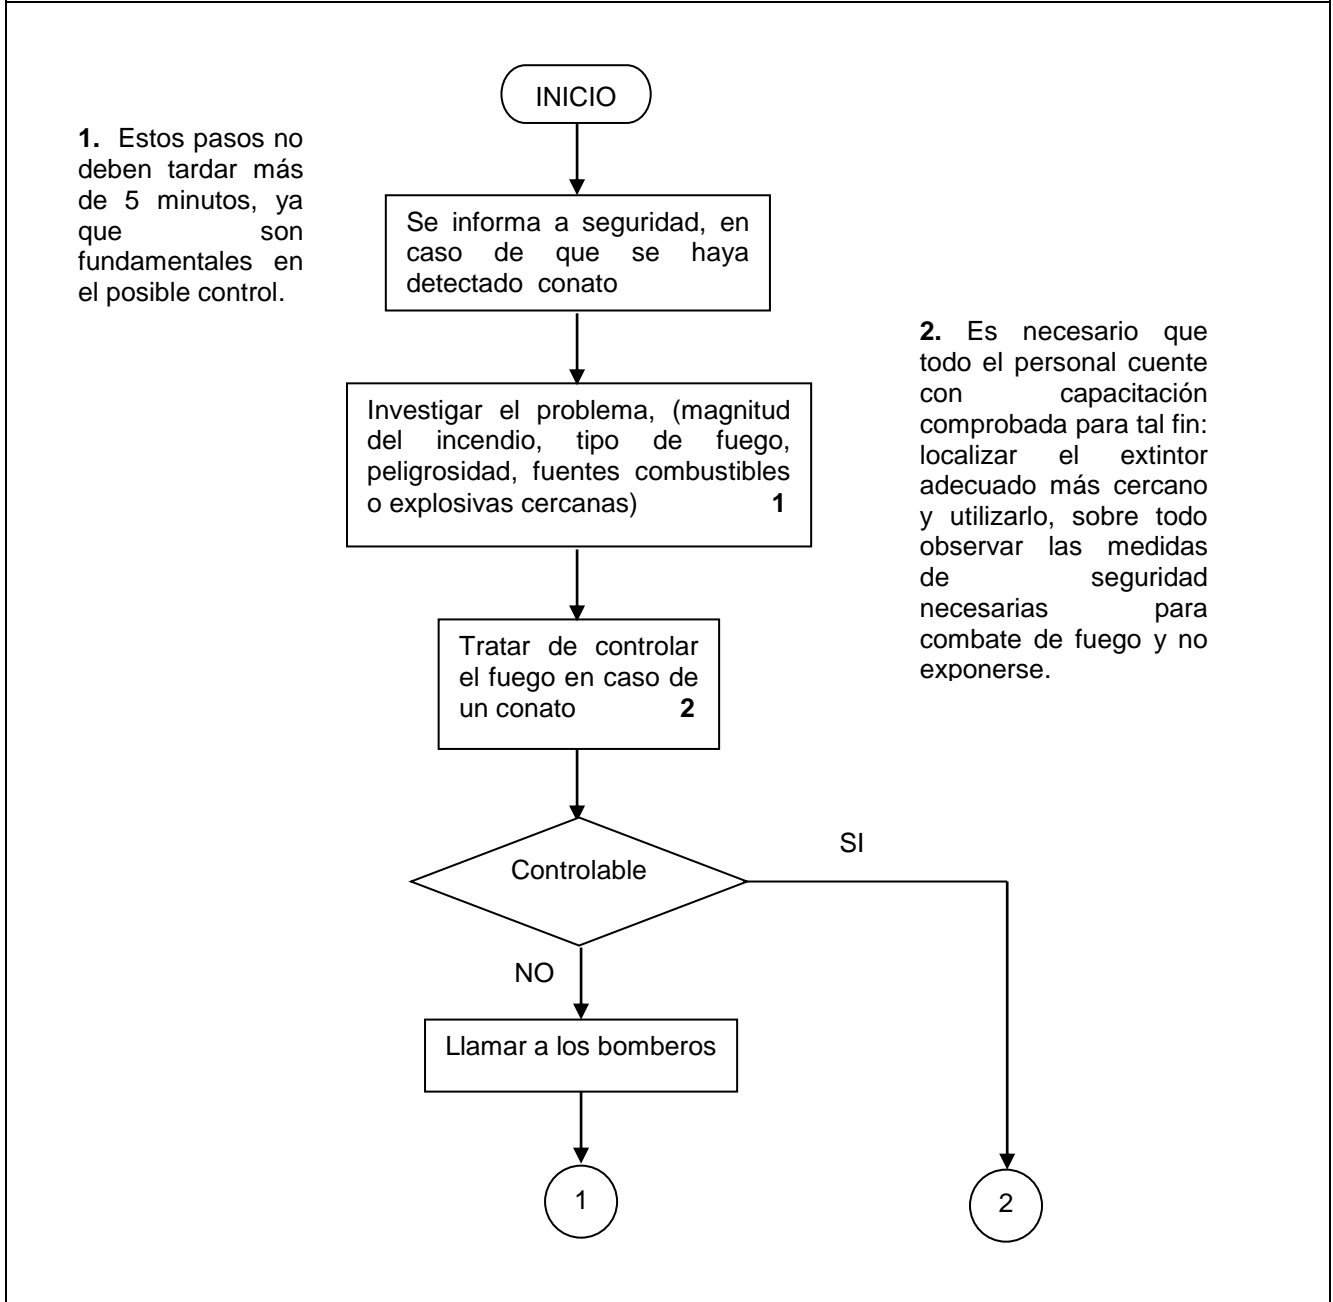 INICIO
1. Estos pasos no
deben tardar más
de 5 minutos, ya
que son
fundamentales en
el posible control.
Se informa a seguridad, en
caso de que se haya
detectado conato
Investigar el problema, (magnitud
del incendio, tipo de fuego,
peligrosidad, fuentes combustibles
o explosivas cercanas) 1
2. Es necesario que
todo el personal cuente
con capacitación
comprobada para tal fin:
localizar el extintor
adecuado más cercano
y utilizarlo, sobre todo
observar las medidas
de seguridad
necesarias para
combate de fuego y no
exponerse.
Tratar de controlar
el fuego en caso de
un conato 2
Controlable
SI
NO
Llamar a los bomberos
1
2